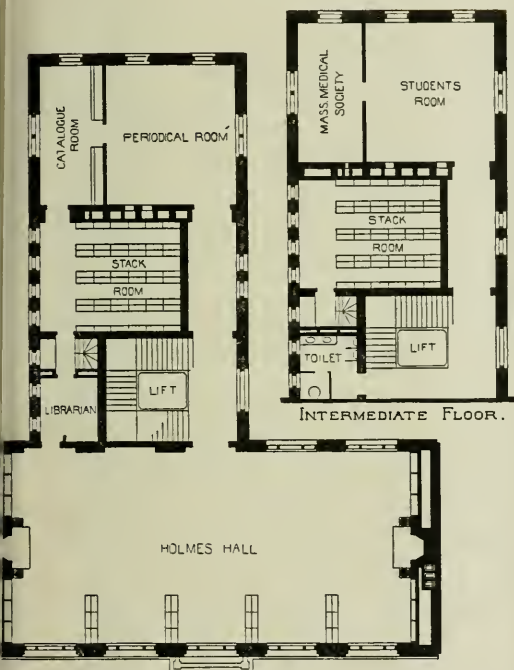 CATALOGUE
ROOM
PERIODICAL ROOM
STACK
ROOM
LIFT
LIBRARIAN
HOLMES HALL
MASS. MEDICAL
SOCIETY
STUDENTS
ROOM
STACK
ROOM
TOILET
LIFT
INTERMEDIATE FLOOR.